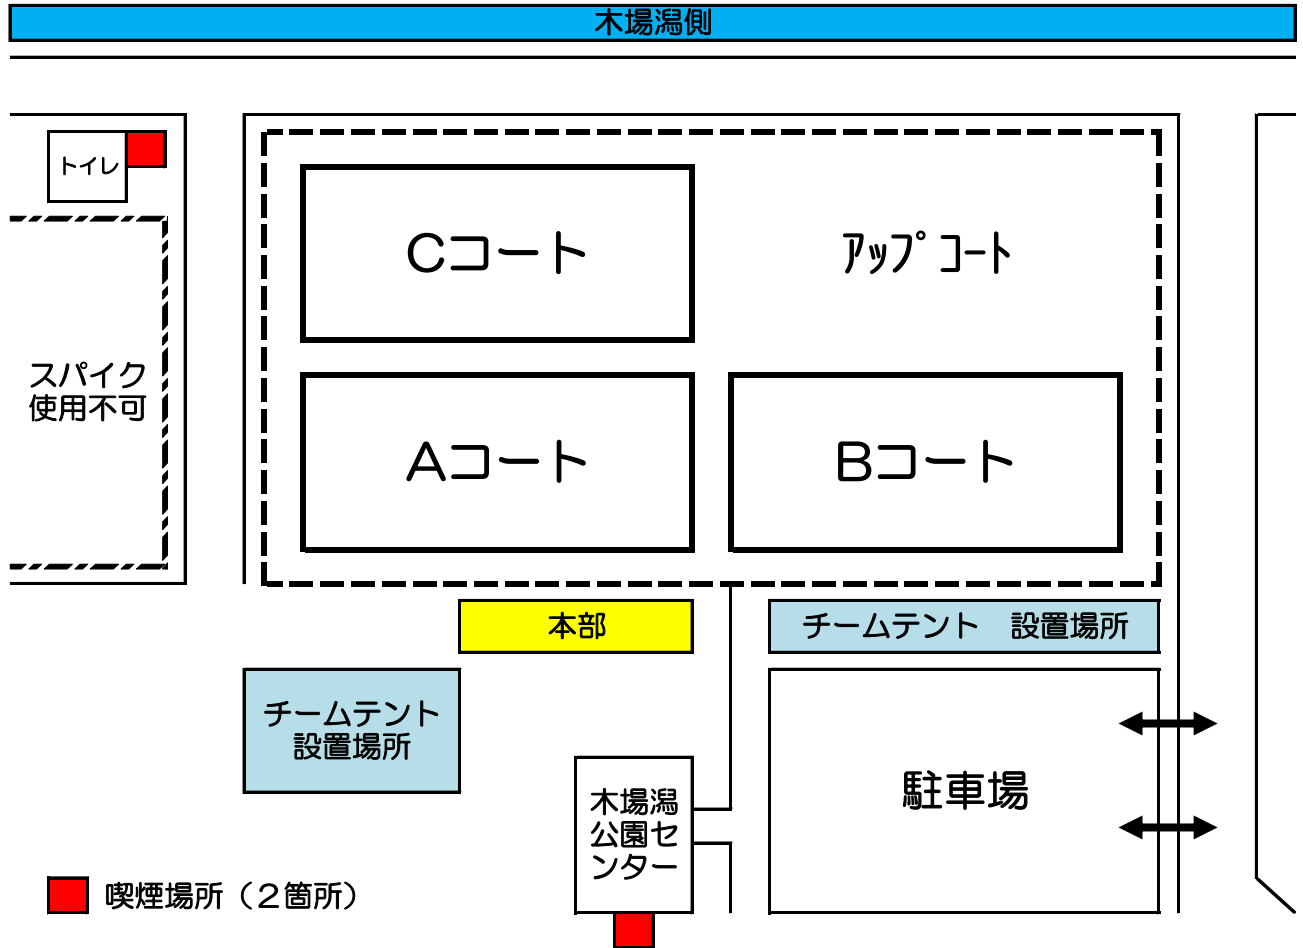 木場潟側
トイレ
Cコート
ｱｯﾌﾟｺｰﾄ
スパイク
使用不可
Aコート
Bコート
本部
チームテント　設置場所
チームテント
設置場所
木場潟
公園セ
ンター
駐車場
喫煙場所（２箇所）